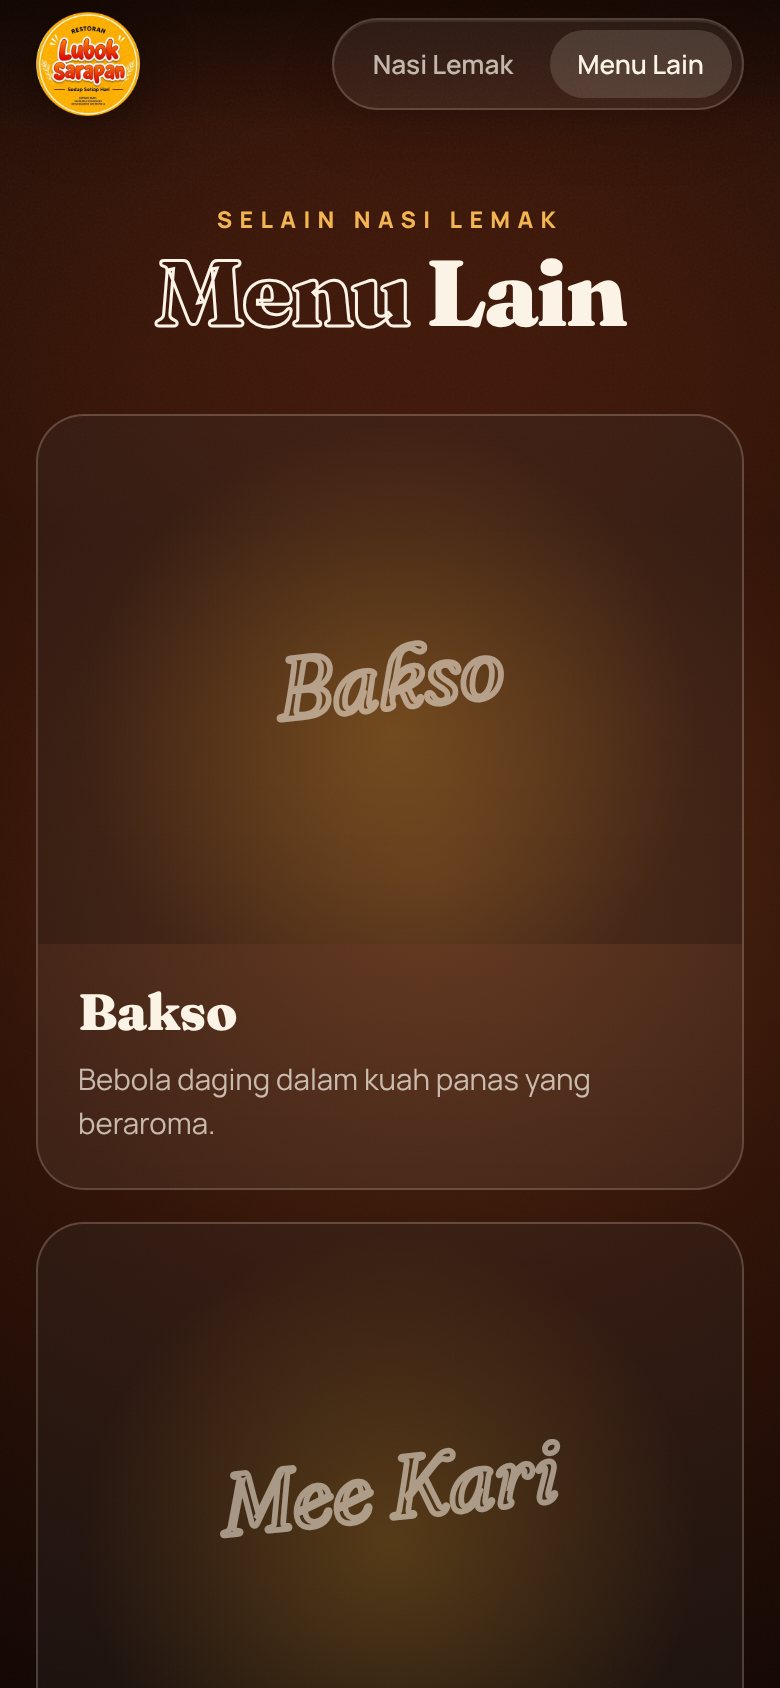 RESTORAN
Lubok
Sarapan
Sedap Setiap Hari
Nasi Lemak
Menu Lain
SELAIN NASI LEMAK
Menu Lain
Bakso
Bakso
Bebola daging dalam kuah panas yang
beraroma.
Mee Kari